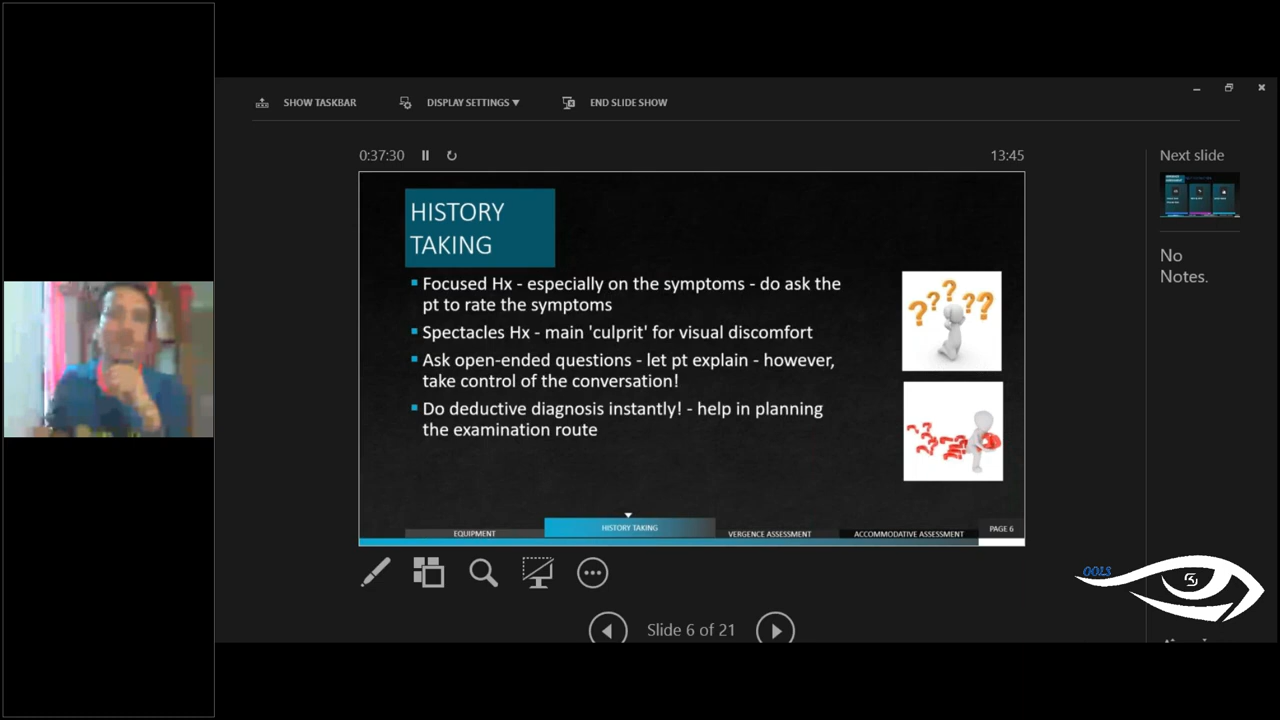 SHOW TASKBAR
DISPLAY SETTINGS ▼
END SLIDE SHOW
0:37:30
13:45
Next slide
HISTORY
TAKING
Focused Hx - especially on the symptoms - do ask the
pt to rate the symptoms
Spectacles Hx - main 'culprit' for visual discomfort
Ask open-ended questions - let pt explain - however,
take control of the conversation!
Do deductive diagnosis instantly! - help in planning
the examination route
No
Notes.
EQUIPMENT
HISTORY TAKING
VERGENCE ASSESSMENT
ACCOMMODATIVE ASSESSMENT
PAGE 6
OOLS
Slide 6 of 21